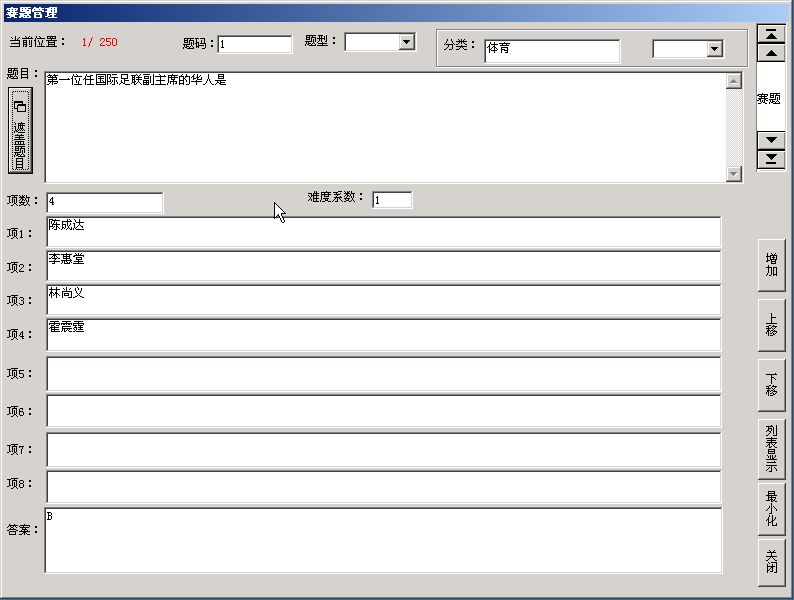 赛题管理
当前位置： 1/ 250 题码：1 题型： 分类： 体育
题目：
第一位任国际足联副主席的华人是
遮盖题目
赛题
项数：4 难度系数：1
项1：陈成达
项2：李惠堂
项3：林尚义
项4：霍震霆
项5：
项6：
项7：
项8：
答案：B
增加
上移
下移
列表显示
最小化
关闭